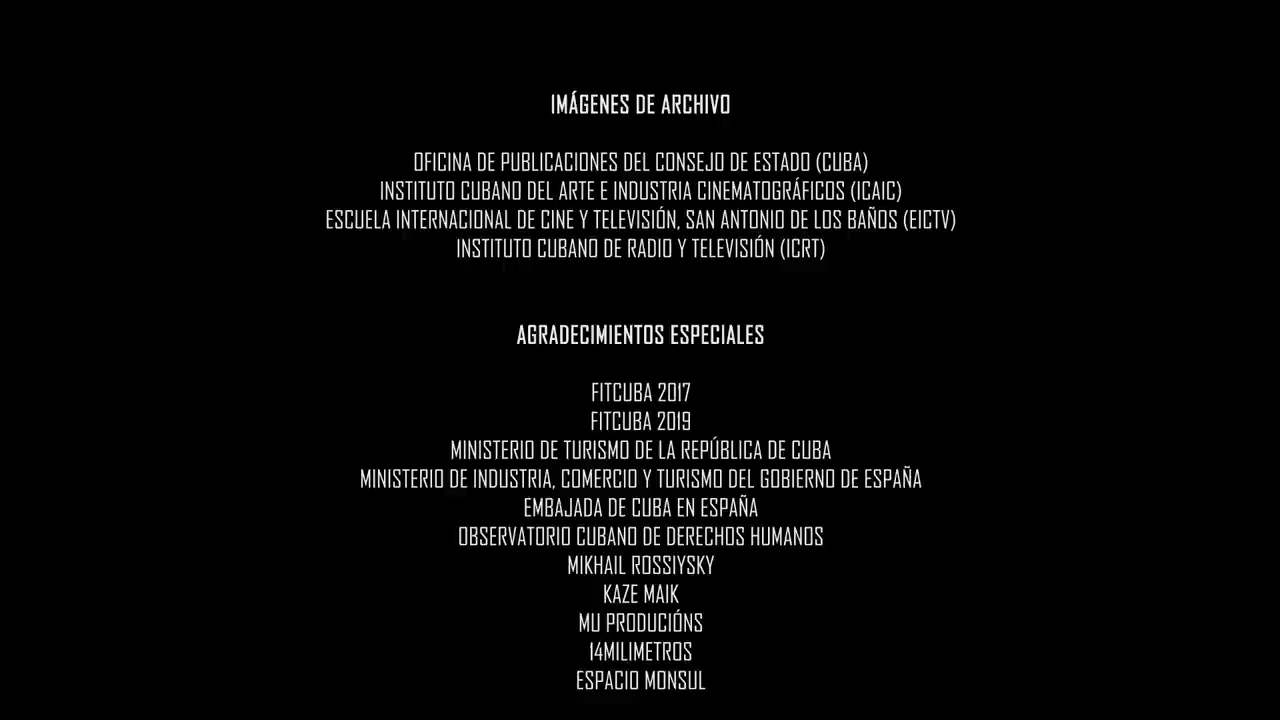 IMÁGENES DE ARCHIVO
OFICINA DE PUBLICACIONES DEL CONSEJO DE ESTADO (CUBA)
INSTITUTO CUBANO DEL ARTE E INDUSTRIA CINEMATOGRÁFICOS (ICAIC)
ESCUELA INTERNACIONAL DE CINE Y TELEVISIÓN, SAN ANTONIO DE LOS BAÑOS (EICTV)
INSTITUTO CUBANO DE RADIO Y TELEVISIÓN (ICRT)
AGRADECIMIENTOS ESPECIALES
FITCUBA 2017
FITCUBA 2019
MINISTERIO DE TURISMO DE LA REPÚBLICA DE CUBA
MINISTERIO DE INDUSTRIA, COMERCIO Y TURISMO DEL GOBIERNO DE ESPAÑA
EMBAJADA DE CUBA EN ESPAÑA
OBSERVATORIO CUBANO DE DERECHOS HUMANOS
MIKHAIL ROSSIYSKY
KAZE MAIK
MU PRODUCIÓNS
14MILIMETROS
ESPACIO MONSUL